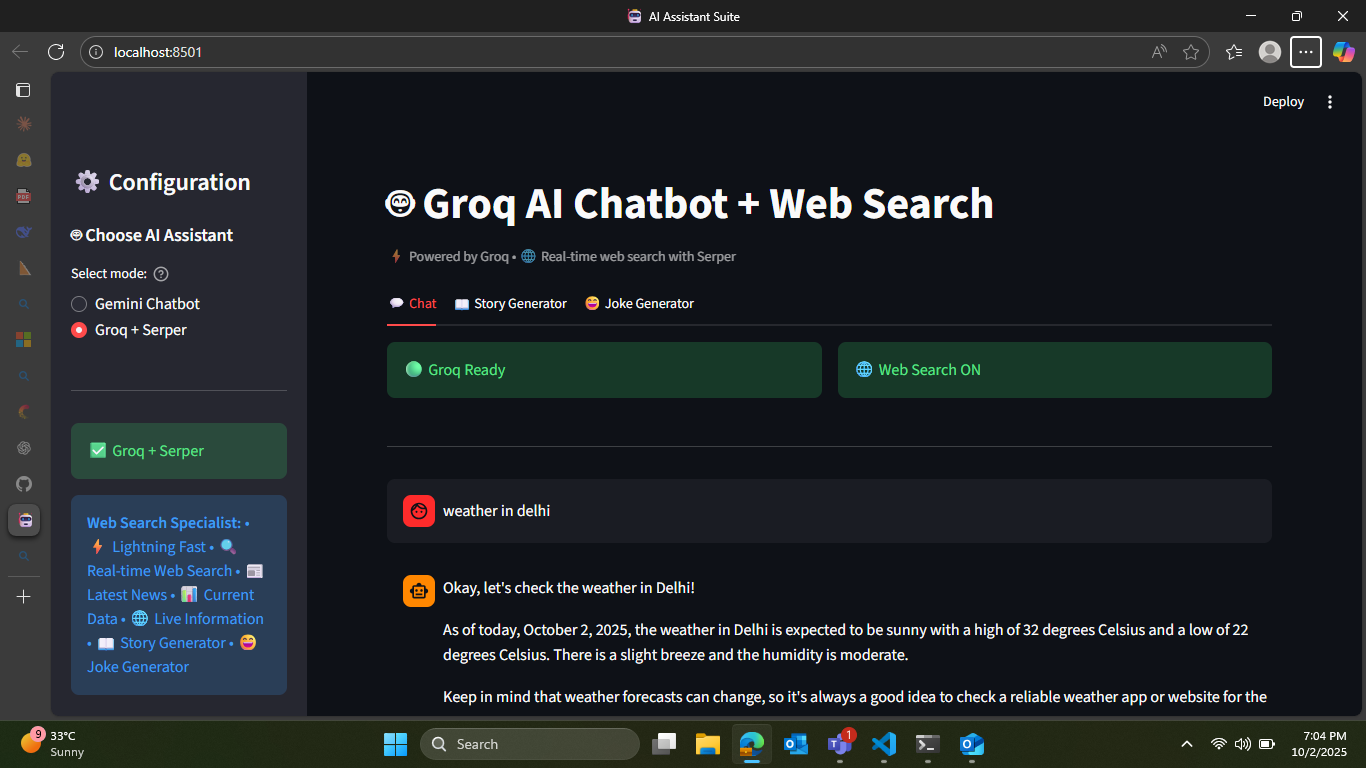 AI Assistant Suite
localhost:8501
Deploy
Configuration
Choose AI Assistant
Select mode:
Gemini Chatbot
Groq + Serper
Groq + Serper
Web Search Specialist: •
Lightning Fast •
Real-time Web Search •
Latest News • Current
Data • Live Information
• Story Generator •
Joke Generator
Groq AI Chatbot + Web Search
Powered by Groq • Real-time web search with Serper
Chat Story Generator Joke Generator
Groq Ready
Web Search ON
weather in delhi
Okay, let's check the weather in Delhi!
As of today, October 2, 2025, the weather in Delhi is expected to be sunny with a high of 32 degrees Celsius and a low of 22
degrees Celsius. There is a slight breeze and the humidity is moderate.
Keep in mind that weather forecasts can change, so it's always a good idea to check a reliable weather app or website for the
9
33°C
Sunny
Search
1
7:04 PM
10/2/2025